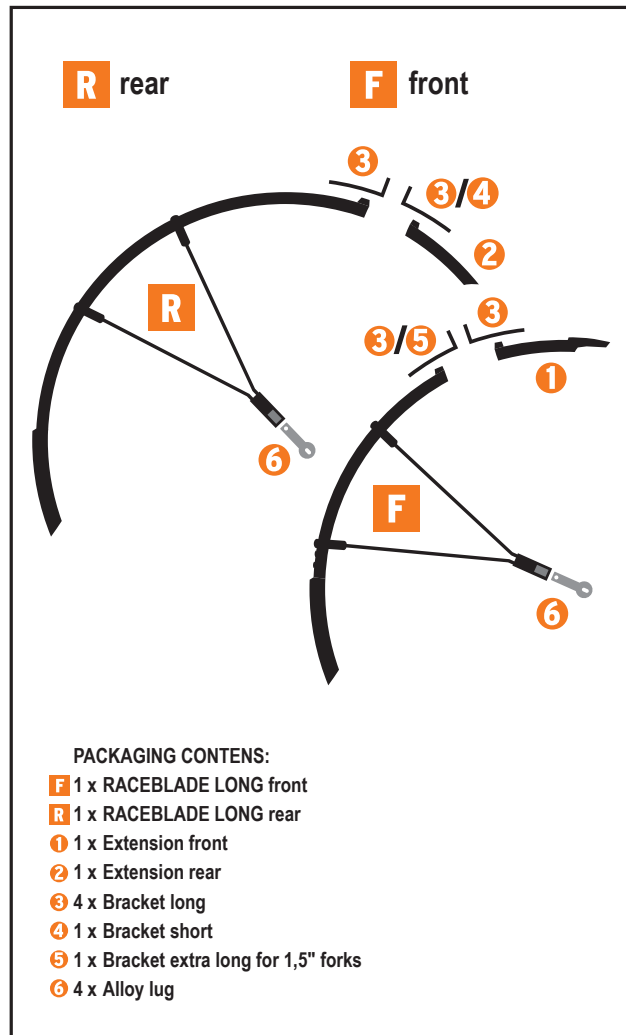 R rear
F front
3
3/4
2
3
3/5
1
R
6
F
6
PACKAGING CONTENS:
F 1 x RACEBLADE LONG front
R 1 x RACEBLADE LONG rear
1 1 x Extension front
2 1 x Extension rear
3 4 x Bracket long
4 1 x Bracket short
5 1 x Bracket extra long for 1,5" forks
6 4 x Alloy lug